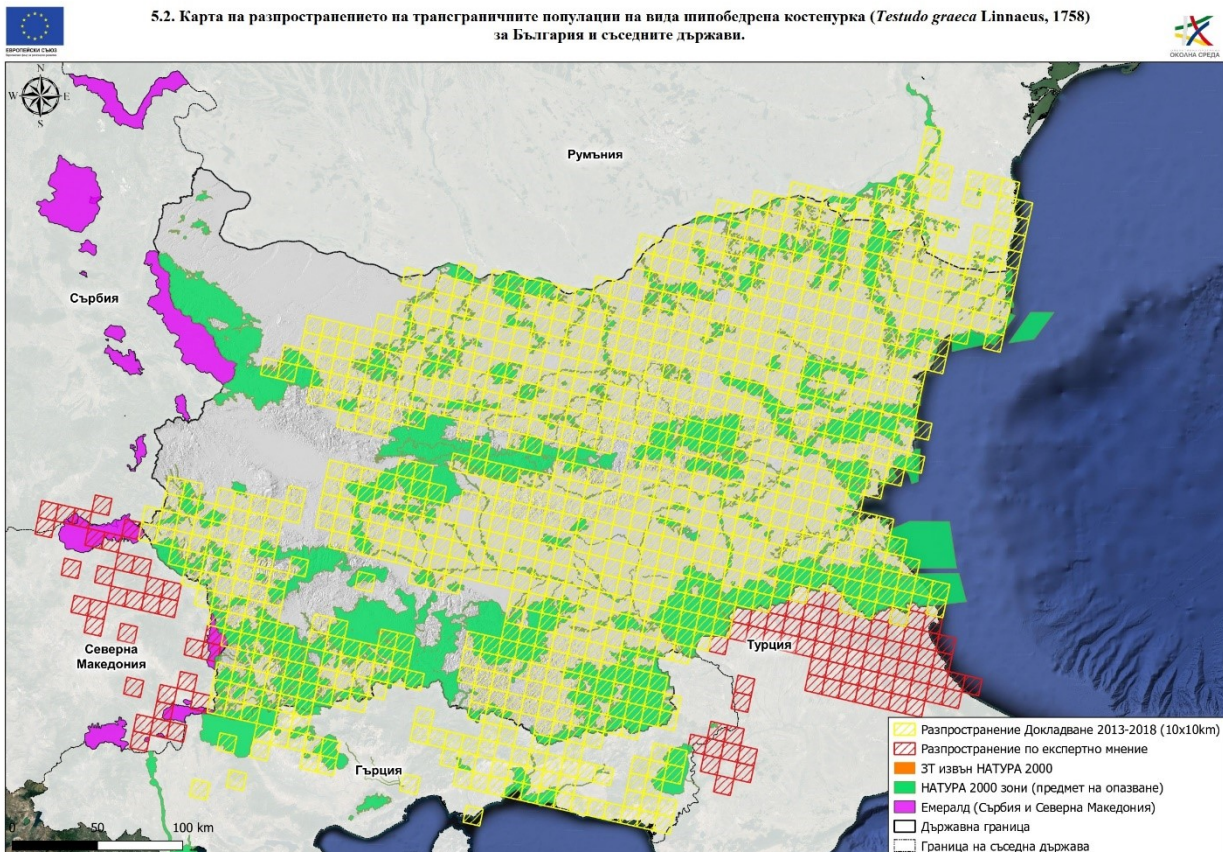 5.2. Карта на разпространението на трансграничните популации на вида шипобедрена костенурка (Testudo graeca Linnaeus, 1758)
за България и съседните държави.
ЕВРОПЕЙСКИ СЪЮЗ
ОКОЛНА СРЕДА
N
W E
S
Румъния
Сърбия
Северна
Македония
Турция
Гърция
0 50 100 km
Разпространение Докладване 2013-2018 (10x10km)
Разпространение по експертно мнение
ЗТ извън НАТУРА 2000
НАТУРА 2000 зони (предмет на опазване)
Емералд (Сърбия и Северна Македония)
Държавна граница
Граница на съседна държава